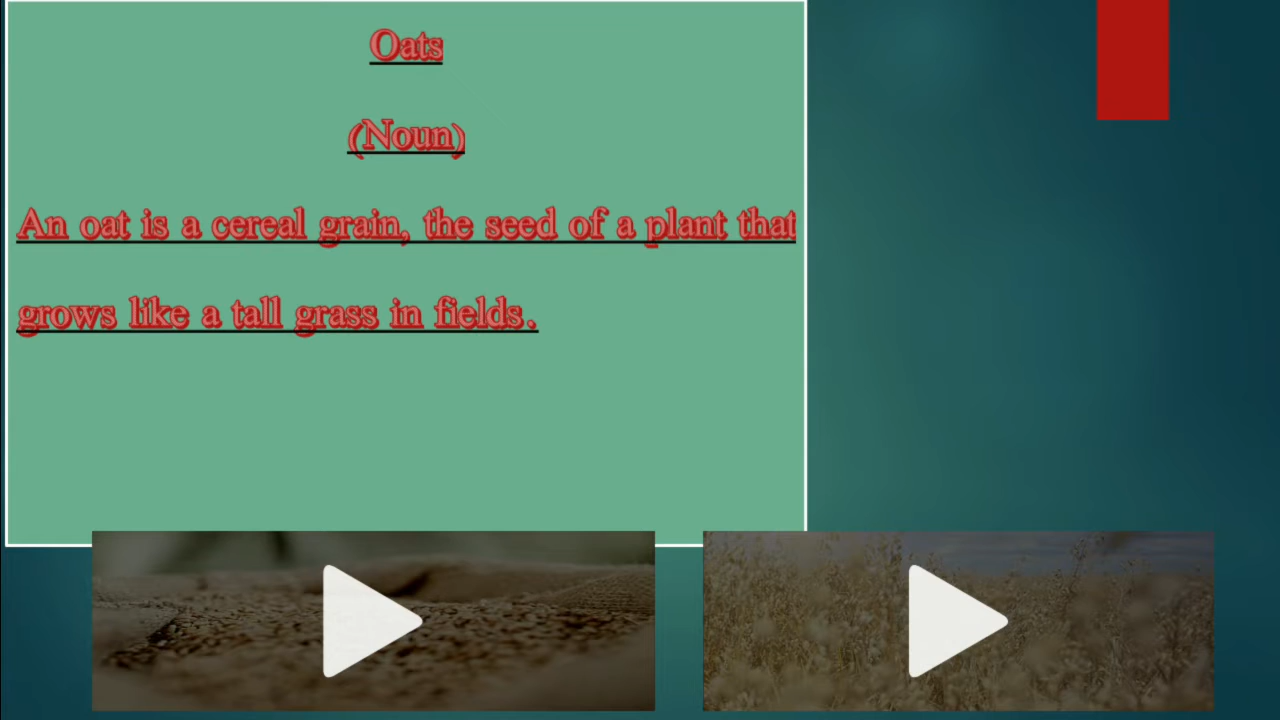 Oats
(Noun)
An oat is a cereal grain, the seed of a plant that
grows like a tall grass in fields.